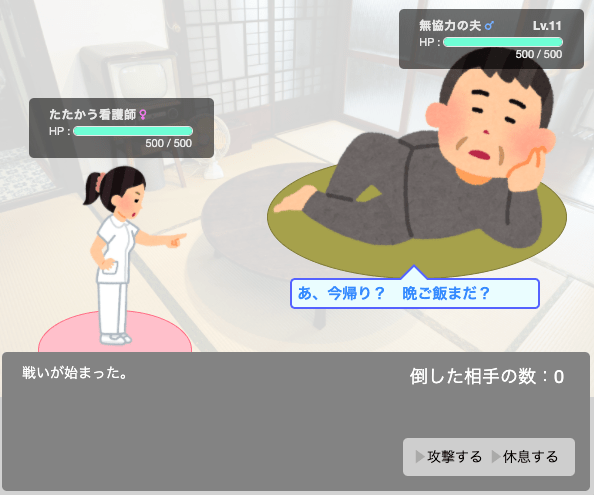 無協力の夫♂ Lv.11
HP :
500 / 500
たたかう看護師♀
HP :
500 / 500
あ、今帰り？　晩ご飯まだ？
戦いが始まった。
倒した相手の数：0
▶攻撃する ▶休息する